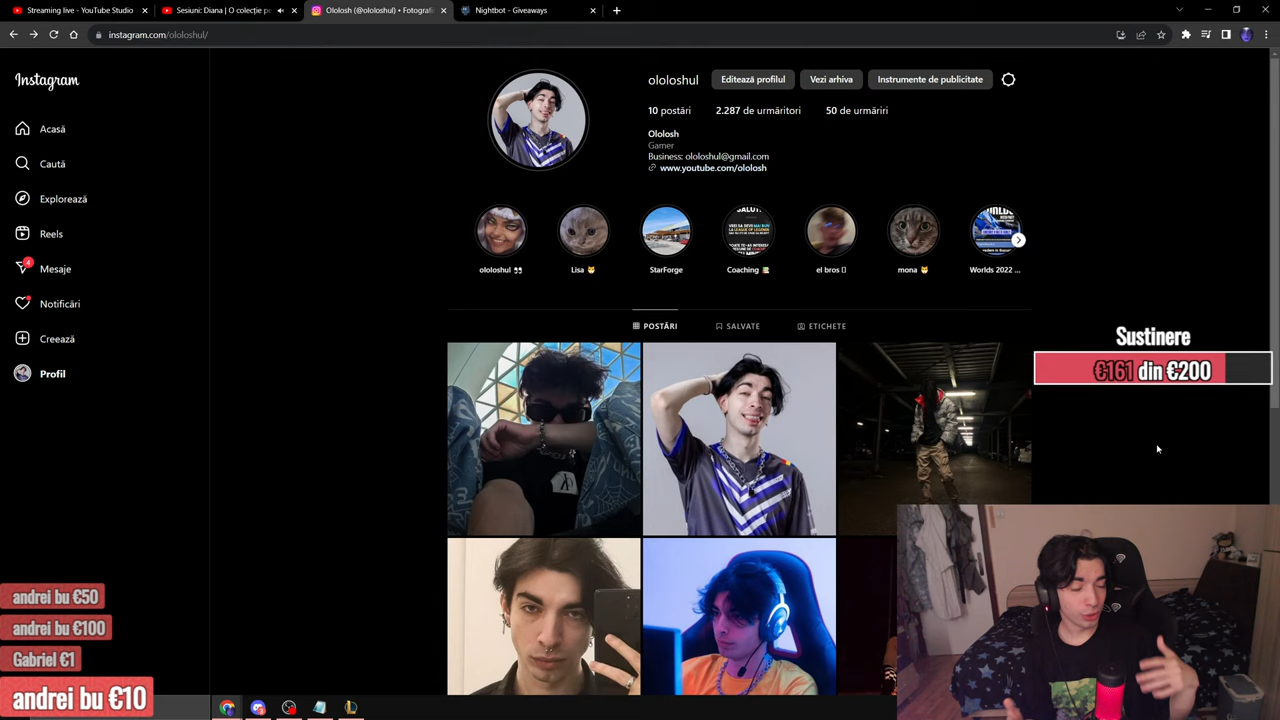 Streaming live - YouTube Studio
Sesiuni: Diana | O colecție pe
Ololosh (@ololoshul) • Fotografi
Nightbot - Giveaways
instagram.com/ololoshul/
Instagram
Acasă
Caută
Explorează
Reels
4
Mesaje
Notificări
Creează
Profil
ololoshul
Editează profilul
Vezi arhiva
Instrumente de publicitate
10 postări
2.287 de urmăritori
50 de urmăriri
Ololosh
Gamer
Business: ololoshul@gmail.com
www.youtube.com/ololosh
ololoshul
Lisa
StarForge
Coaching
el bros
mona
Worlds 2022 ...
POSTĂRI
SALVATE
ETICHETE
Sustinere
€161 din €200
andrei bu €50
andrei bu €100
Gabriel €1
andrei bu €10